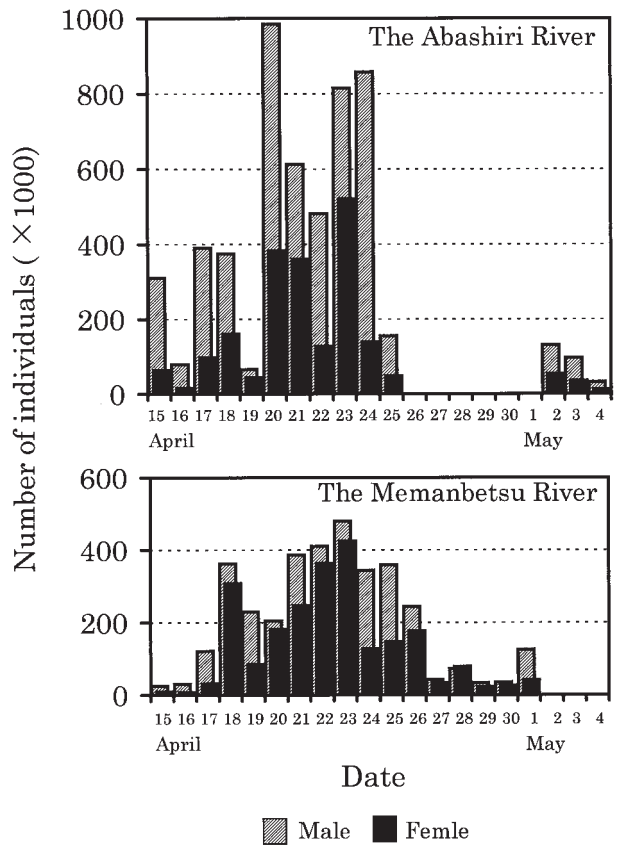 The Abashiri River
1000
800
600
400
200
0
15 16 17 18 19 20 21 22 23 24 25 26 27 28 29 30 1 2 3 4
April May
Number of individuals ( ×1000)
The Memanbetsu River
600
400
200
0
15 16 17 18 19 20 21 22 23 24 25 26 27 28 29 30 1 2 3 4
April May
Date
Male Femle